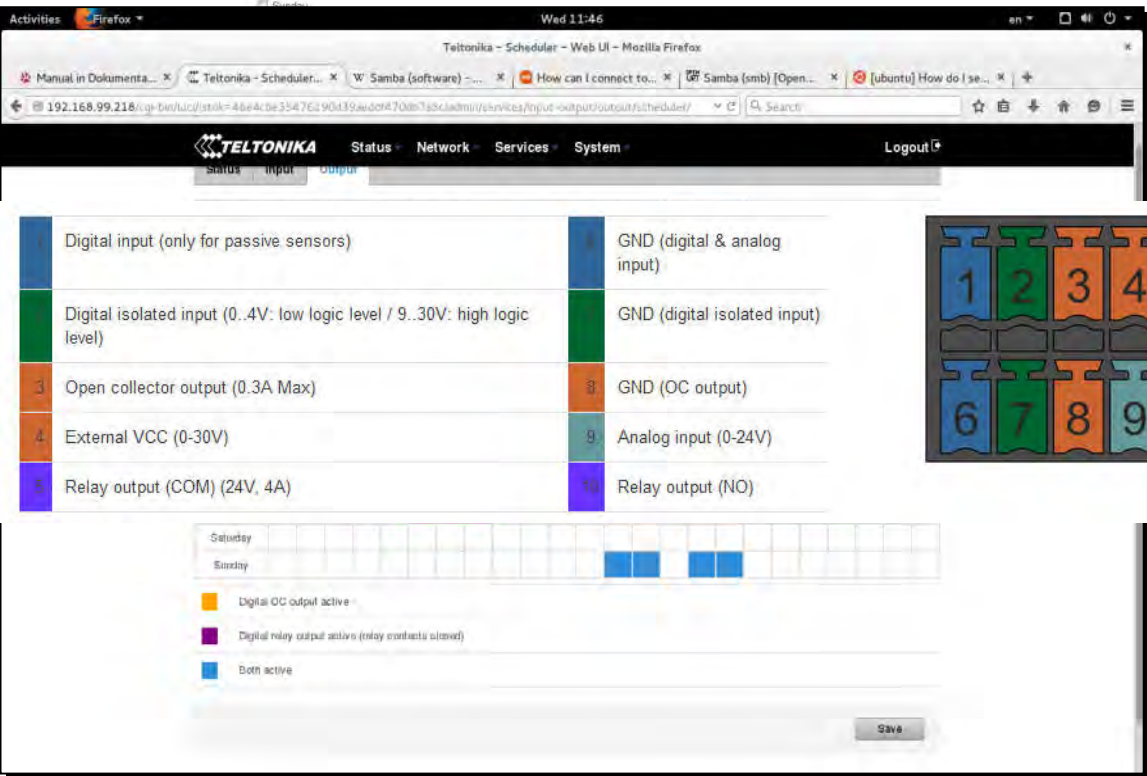 Sunday
Activities Firefox Wed 11:46 en
Teltonika - Scheduler - Web UI - Mozilla Firefox
Manual in Dokumenta... × Teltonika - Scheduler... × W Samba (software) - ... × How can I connect to... × Samba (smb) [Open... × [ubuntu] How do I se... × +
192.168.99.218/ Search
TELTONIKA Status Network Services System Logout
Status Input Output
Digital input (only for passive sensors) GND (digital & analog
input)
Digital isolated input (0..4V: low logic level / 9..30V: high logic GND (digital isolated input)
level)
3 Open collector output (0.3A Max) 8 GND (OC output)
4 External VCC (0-30V) 9 Analog input (0-24V)
5 Relay output (COM) (24V, 4A) 10 Relay output (NO)
1 2 3 4
6 7 8 9
Saturday
Sunday
Digital OC output active
Digital relay output active (relay contacts closed)
Both active
Save